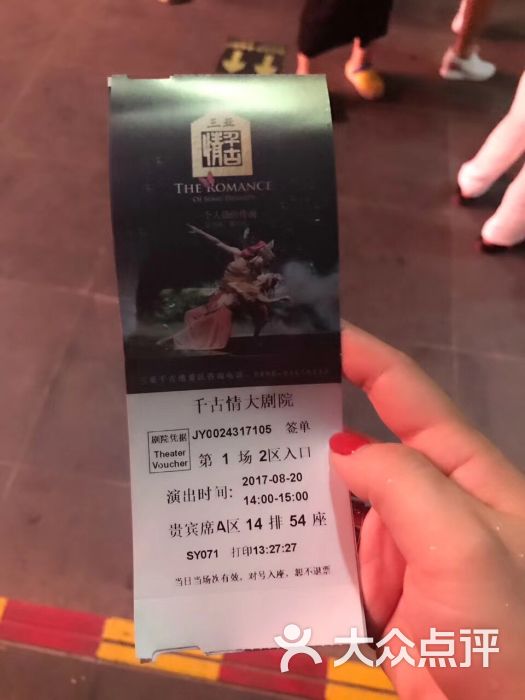 三亚
千古情
THE ROMANCE
OF SONG DYNASTY
千古情大剧院
剧院凭据
Theater
Voucher
JY0024317105 签单
第 1 场 2区入口
演出时间: 2017-08-20
14:00-15:00
贵宾席A区 14 排 54 座
SY071 打印13:27:27
当日当场次有效，对号入座，恕不退票
大众点评